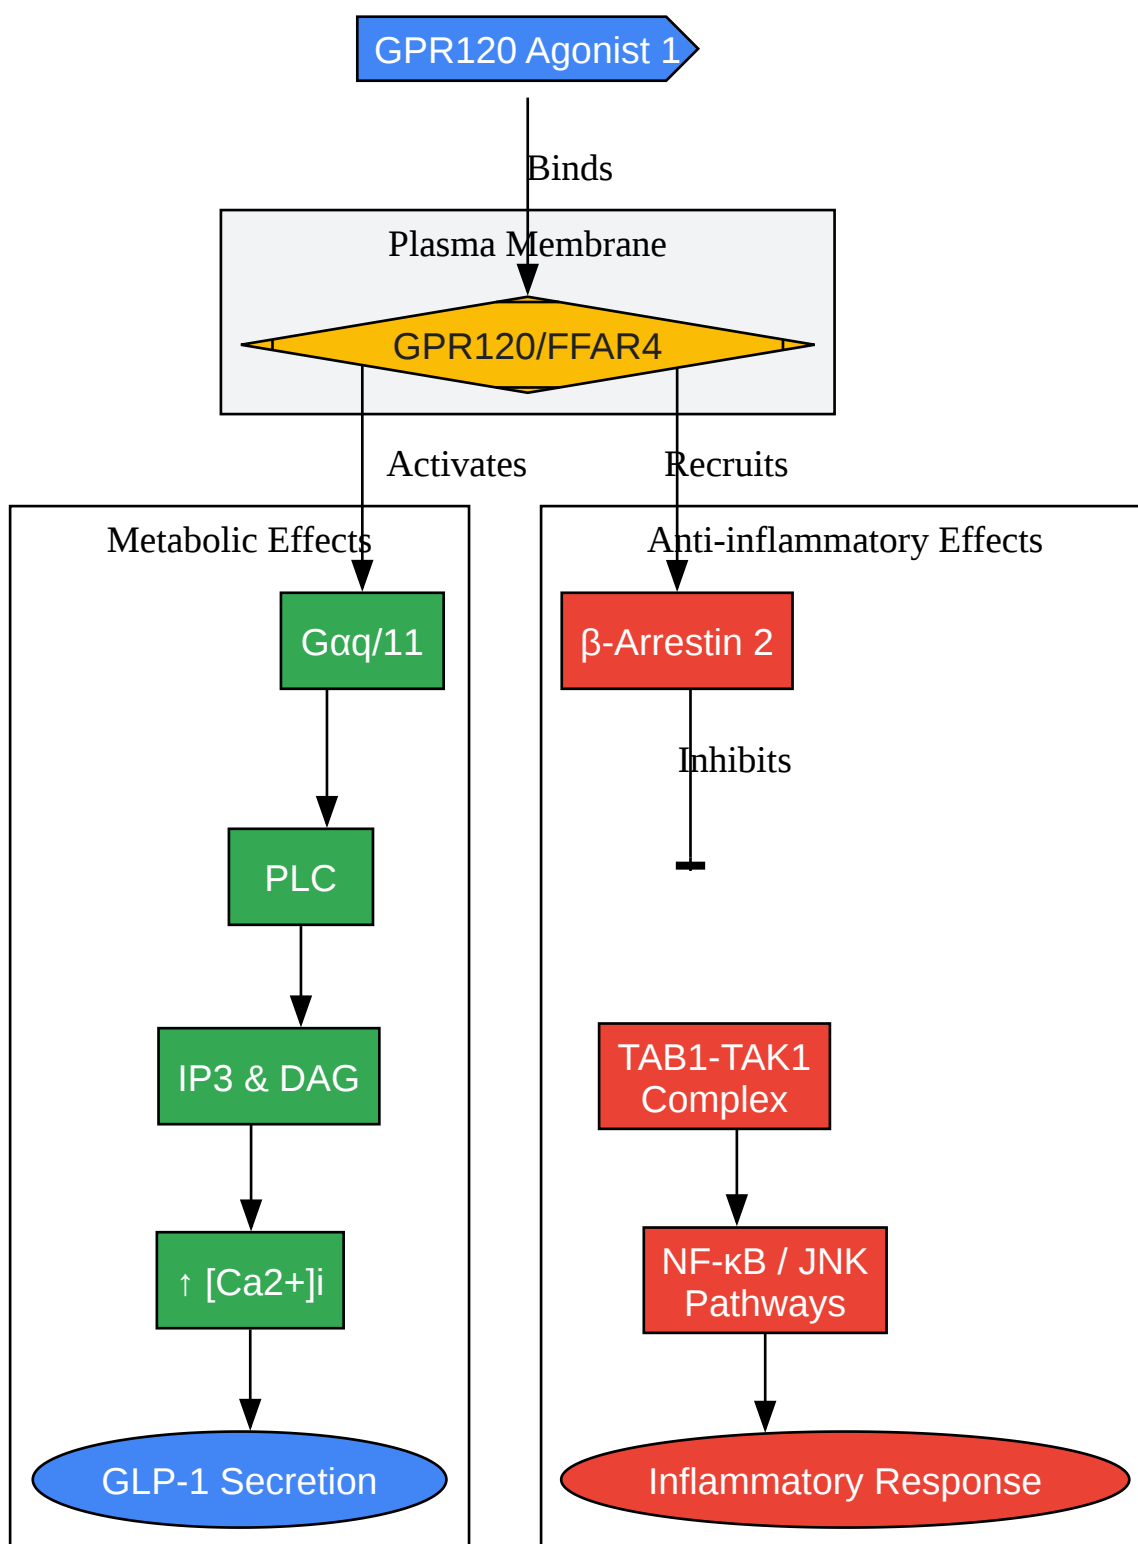 GPR120 Agonist 1
Binds
Plasma Membrane
GPR120/FFAR4
Activates
Recruits
Metabolic Effects
Anti-inflammatory Effects
Gαq/11
β-Arrestin 2
Inhibits
PLC
IP3 & DAG
TAB1-TAK1
Complex
↑ [Ca2+]i
NF-κB / JNK
Pathways
GLP-1 Secretion
Inflammatory Response